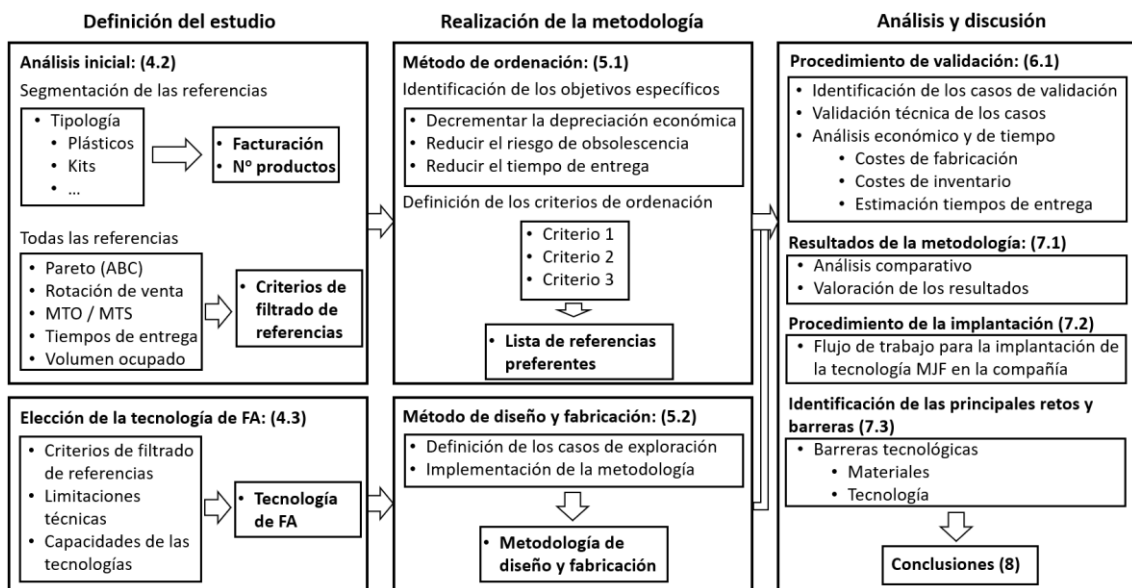 Definición del estudio
Análisis inicial: (4.2)
Segmentación de las referencias
• Tipología
• Plásticos
• Kits
• ...
• Facturación
• Nº productos
Todas las referencias
• Pareto (ABC)
• Rotación de venta
• MTO / MTS
• Tiempos de entrega
• Volumen ocupado
• Criterios de
filtrado de
referencias
Elección de la tecnología de FA: (4.3)
• Criterios de filtrado
de referencias
• Limitaciones
técnicas
• Capacidades de las
tecnologías
• Tecnología
de FA
Realización de la metodología
Método de ordenación: (5.1)
Identificación de los objetivos específicos
• Decrementar la depreciación económica
• Reducir el riesgo de obsolescencia
• Reducir el tiempo de entrega
Definición de los criterios de ordenación
• Criterio 1
• Criterio 2
• Criterio 3
• Lista de referencias
preferentes
Método de diseño y fabricación: (5.2)
• Definición de los casos de exploración
• Implementación de la metodología
• Metodología de
diseño y fabricación
Análisis y discusión
Procedimiento de validación: (6.1)
• Identificación de los casos de validación
• Validación técnica de los casos
• Análisis económico y de tiempo
• Costes de fabricación
• Costes de inventario
• Estimación tiempos de entrega
Resultados de la metodología: (7.1)
• Análisis comparativo
• Valoración de los resultados
Procedimiento de la implantación (7.2)
• Flujo de trabajo para la implantación de
la tecnología MJF en la compañía
Identificación de las principales retos y
barreras (7.3)
• Barreras tecnológicas
• Materiales
• Tecnología
Conclusiones (8)